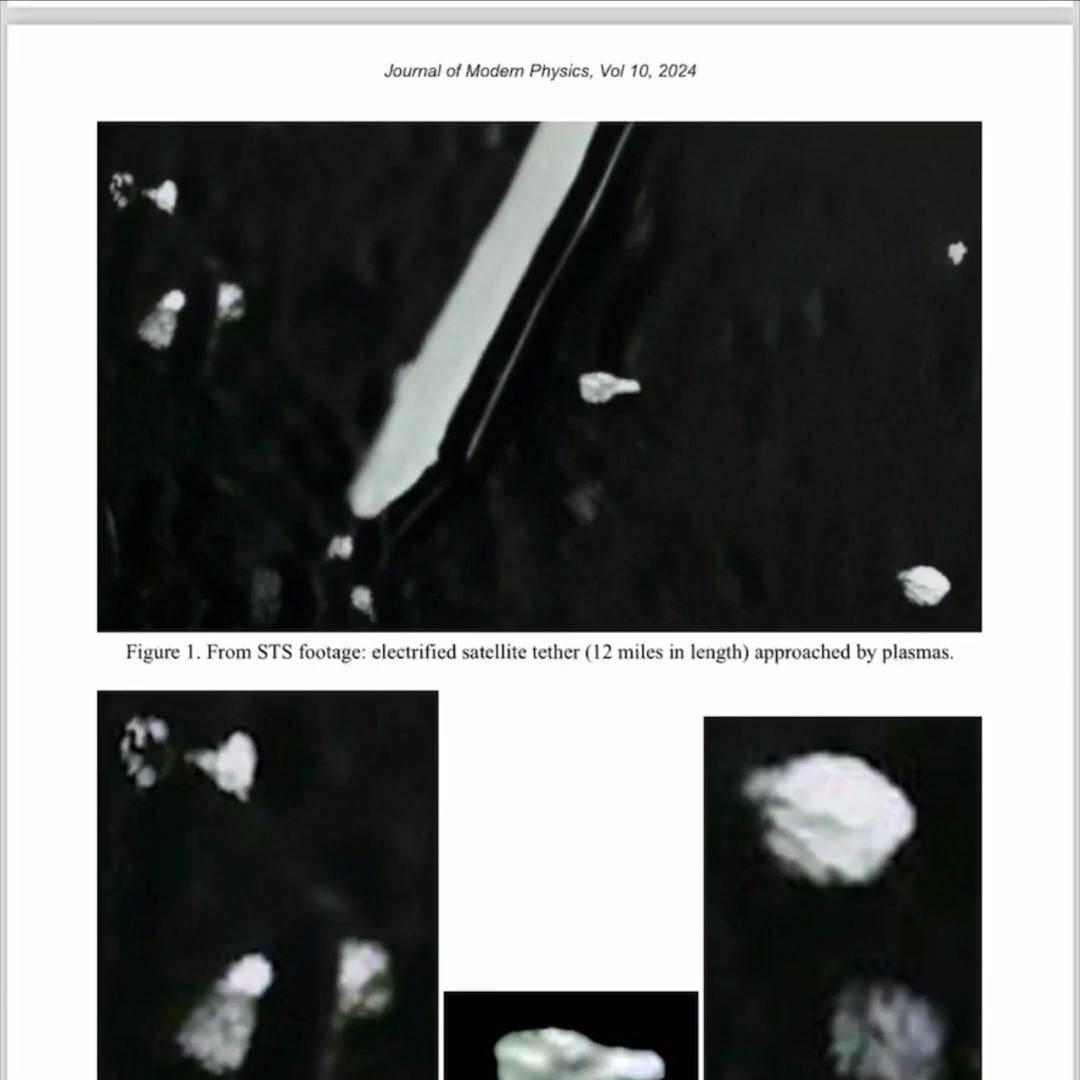 Journal of Modern Physics, Vol 10, 2024
Figure 1. From STS footage: electrified satellite tether (12 miles in length) approached by plasmas.